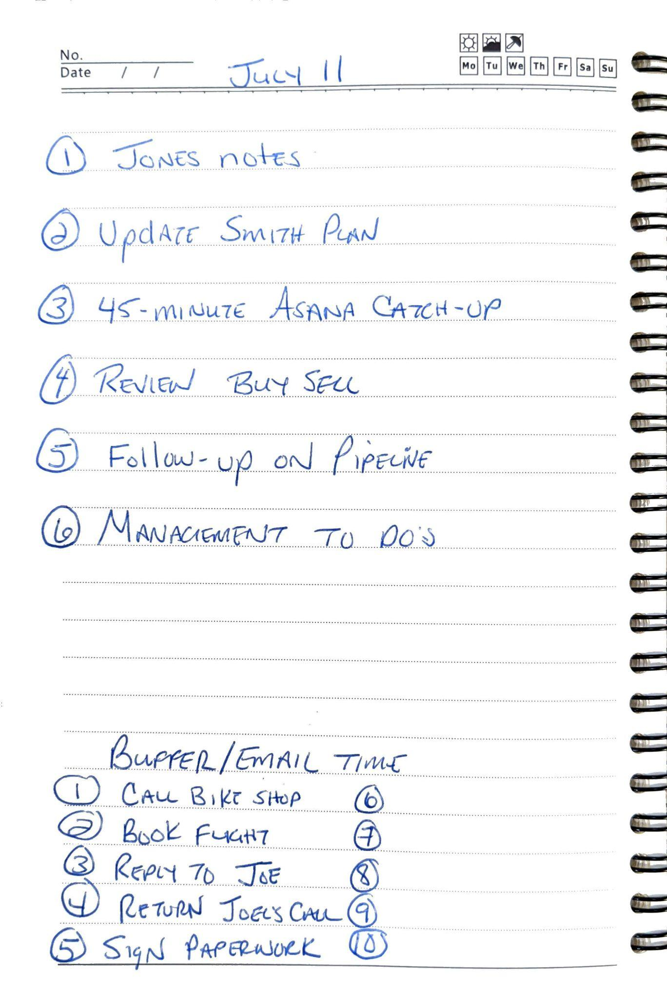 No.
Date / / July 11
Mo Tu We Th Fr Sa Su
1 Jones notes
2 Update Smith Plan
3 45-minute Asana Catch-up
4 Review Buy Sell
5 Follow-up on Pipeline
6 Management To Do's
Buffer/Email Time
1 Call Bike Shop 6
2 Book Flight 7
3 Reply to Joe 8
4 Return Joel's Call 9
5 Sign Paperwork 10